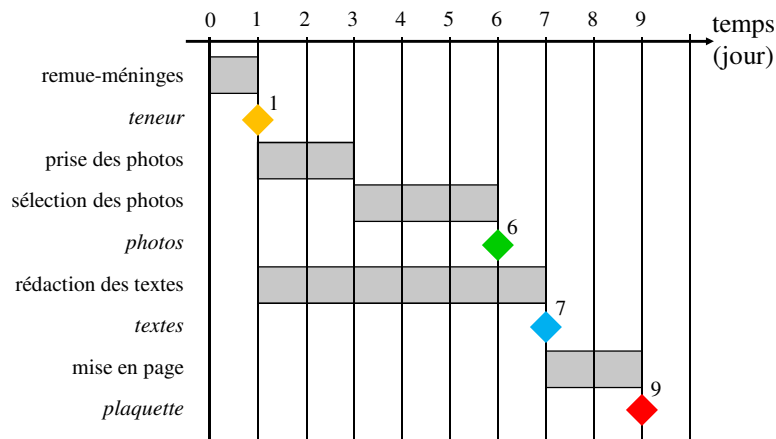 0 1 2 3 4 5 6 7 8 9 temps
(jour)
remue-méninges
teneur 1
prise des photos
sélection des photos
photos 6
rédaction des textes
textes 7
mise en page
plaquette 9